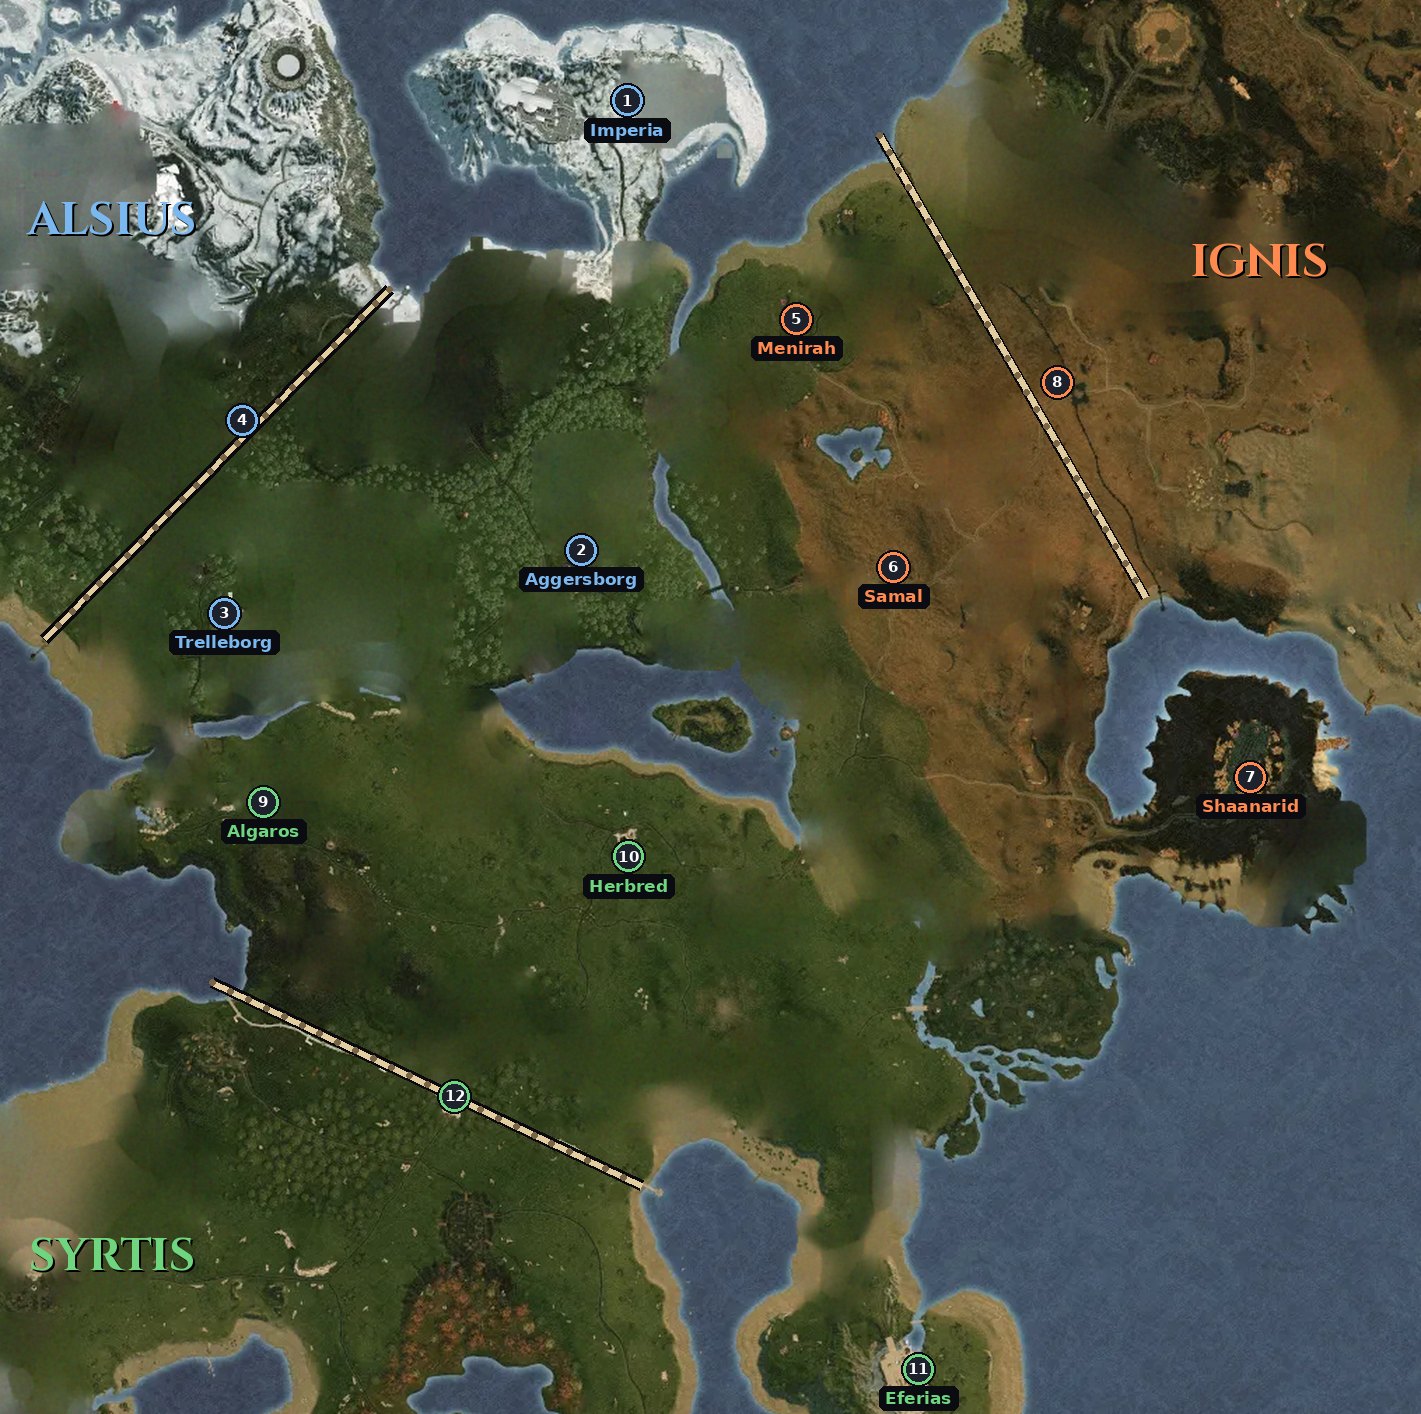 1
Imperia
ALSIUS
IGNIS
5
Menirah
8
4
2
Aggersborg
6
Samal
3
Trelleborg
7
Shaanarid
9
Algaros
10
Herbred
12
SYRTIS
11
Eferias